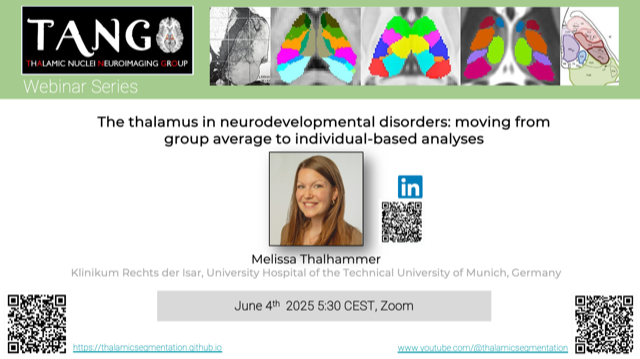 TANGO
THALAMIC NUCLEI NEUROIMAGING GROUP
Webinar Series
The thalamus in neurodevelopmental disorders: moving from
group average to individual-based analyses
in
Melissa Thalhammer
Klinikum Rechts der Isar, University Hospital of the Technical University of Munich, Germany
June 4th 2025 5:30 CEST, Zoom
https://thalamicsegmentation.github.io
www.youtube.com/@thalamicsegmentation